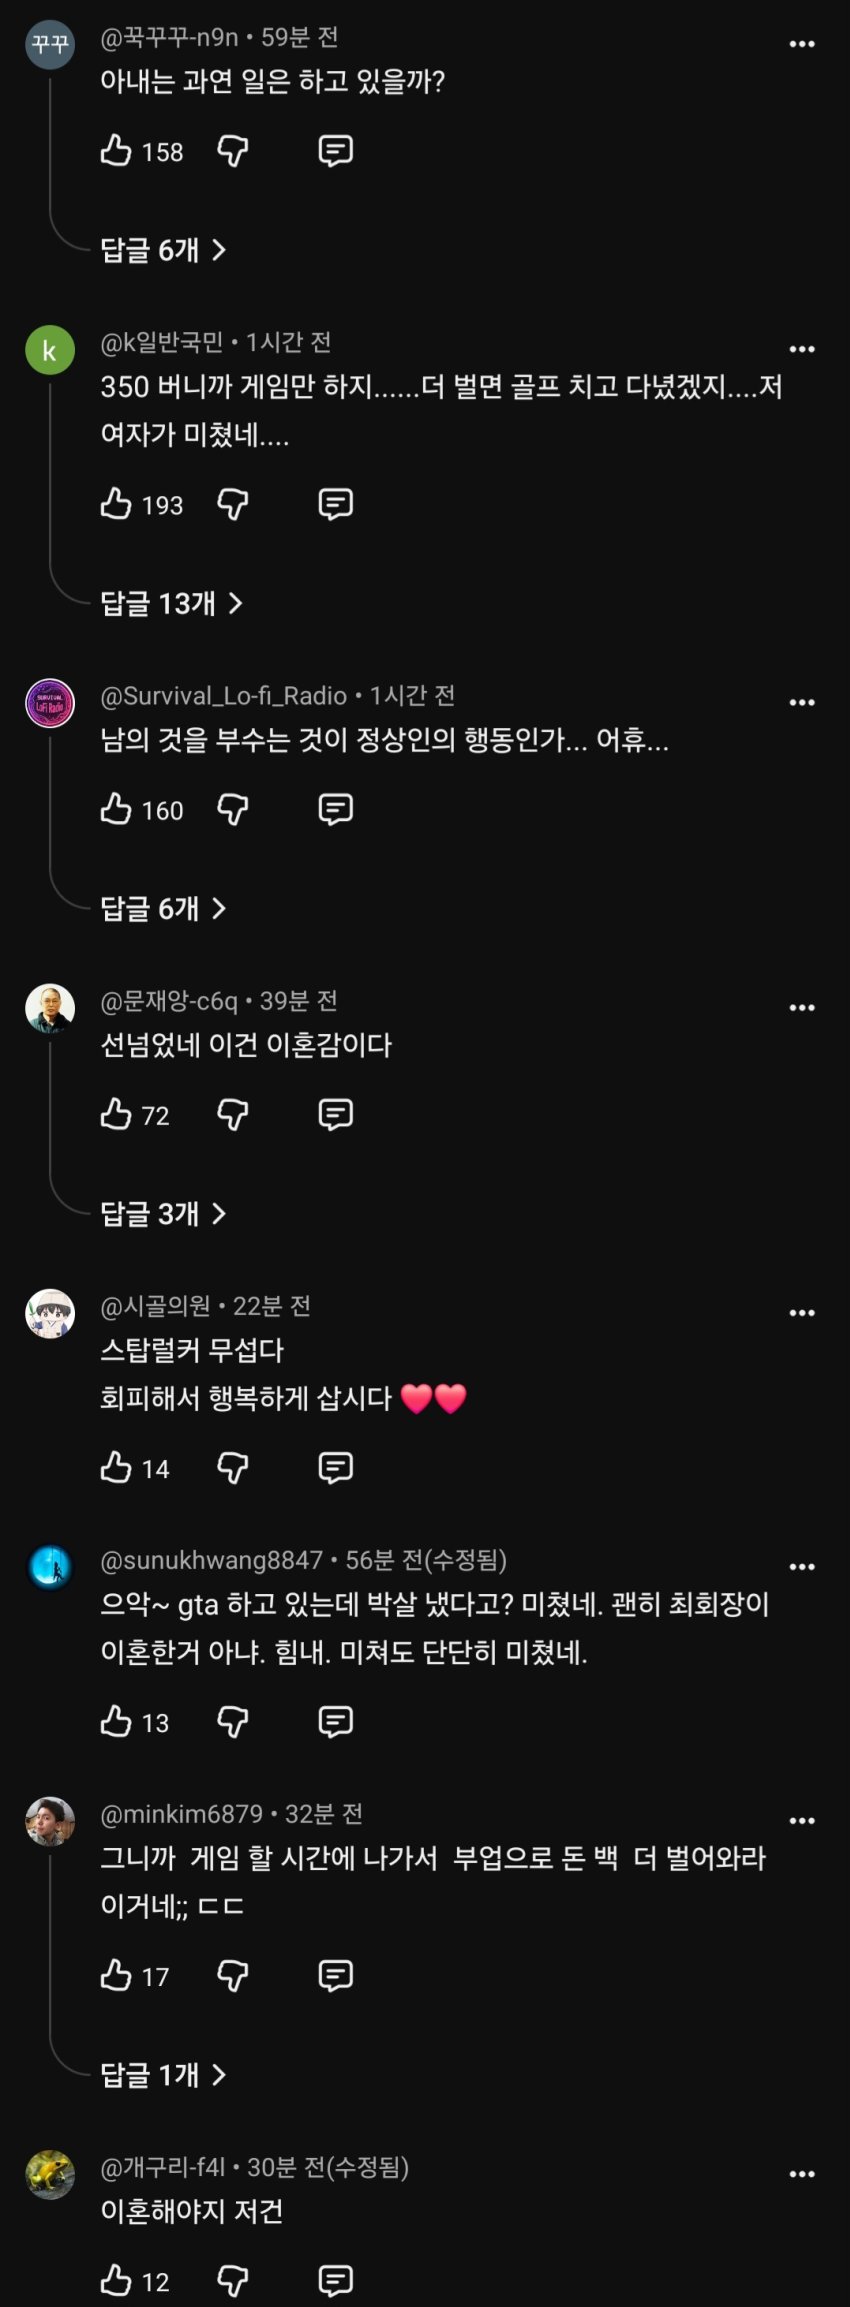 꾸꾸
@꾹꾸꾸-n9n • 59분 전
아내는 과연 일은 하고 있을까?
158
답글 6개
k
@k일반국민 • 1시간 전
350 버니까 게임만 하지......더 벌면 골프 치고 다녔겠지....저
여자가 미쳤네....
193
답글 13개
SURVIVAL
LoFi Radio
@Survival_Lo-fi_Radio • 1시간 전
남의 것을 부수는 것이 정상인의 행동인가... 어휴...
160
답글 6개
@문재앙-c6q • 39분 전
선넘었네 이건 이혼감이다
72
답글 3개
@시골의원 • 22분 전
스탑럴커 무섭다
회피해서 행복하게 삽시다 ❤❤
14
@sunukhwang8847 • 56분 전(수정됨)
으악~ gta 하고 있는데 박살 냈다고? 미쳤네. 괜히 최회장이
이혼한거 아냐. 힘내. 미쳐도 단단히 미쳤네.
13
@minkim6879 • 32분 전
그니까  게임 할 시간에 나가서  부업으로 돈 백  더 벌어와라
이거네;; ㄷㄷ
17
답글 1개
@개구리-f4l • 30분 전(수정됨)
이혼해야지 저건
12